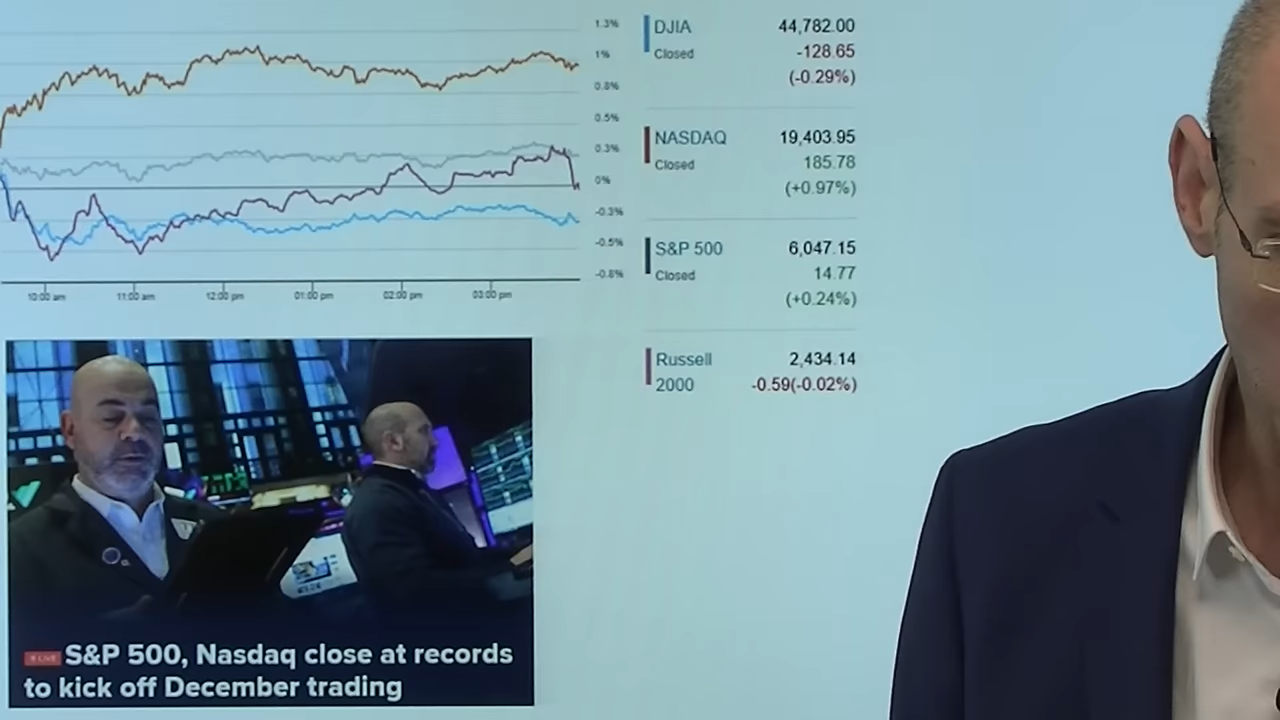 1.3%
1%
0.8%
0.5%
0.3%
0%
-0.3%
-0.5%
-0.8%
10:00 am 11:00 am 12:00 pm 01:00 pm 02:00 pm 03:00 pm
DJIA 44,782.00
Closed -128.65
(-0.29%)
NASDAQ 19,403.95
Closed 185.78
(+0.97%)
S&P 500 6,047.15
Closed 14.77
(+0.24%)
Russell 2,434.14
2000 -0.59(-0.02%)
LIVE S&P 500, Nasdaq close at records
to kick off December trading